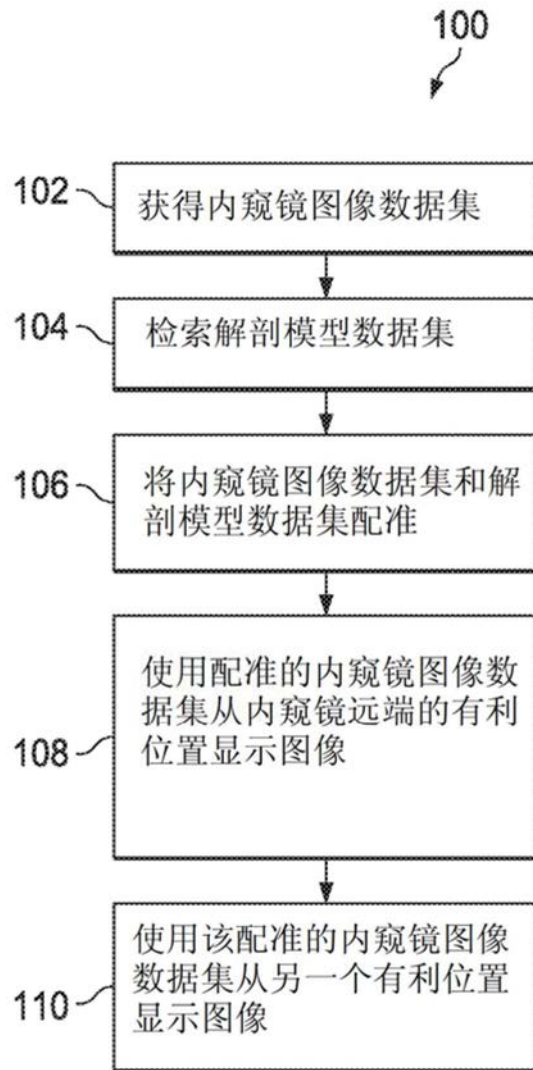 100
102
获得内窥镜图像数据集
104
检索解剖模型数据集
106
将内窥镜图像数据集和解
剖模型数据集配准
108
使用配准的内窥镜图像数
据集从内窥镜远端的有利
位置显示图像
110
使用该配准的内窥镜图像
数据集从另一个有利位置
显示图像